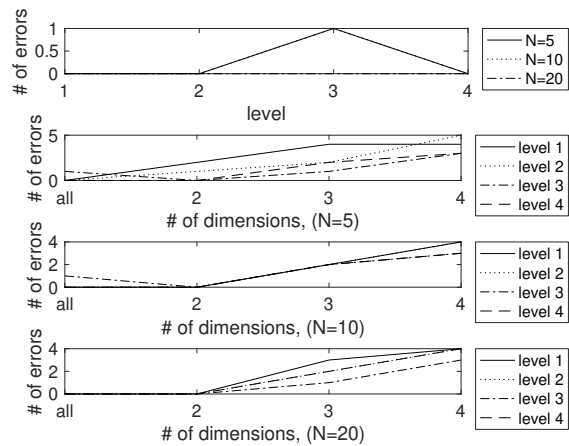 # of errors
1
0.5
0
1
2
3
4
level
N=5
N=10
N=20
# of errors
5
0
all
2
3
4
# of dimensions, (N=5)
level 1
level 2
level 3
level 4
# of errors
4
2
0
all
2
3
4
# of dimensions, (N=10)
level 1
level 2
level 3
level 4
# of errors
4
2
0
all
2
3
4
# of dimensions, (N=20)
level 1
level 2
level 3
level 4